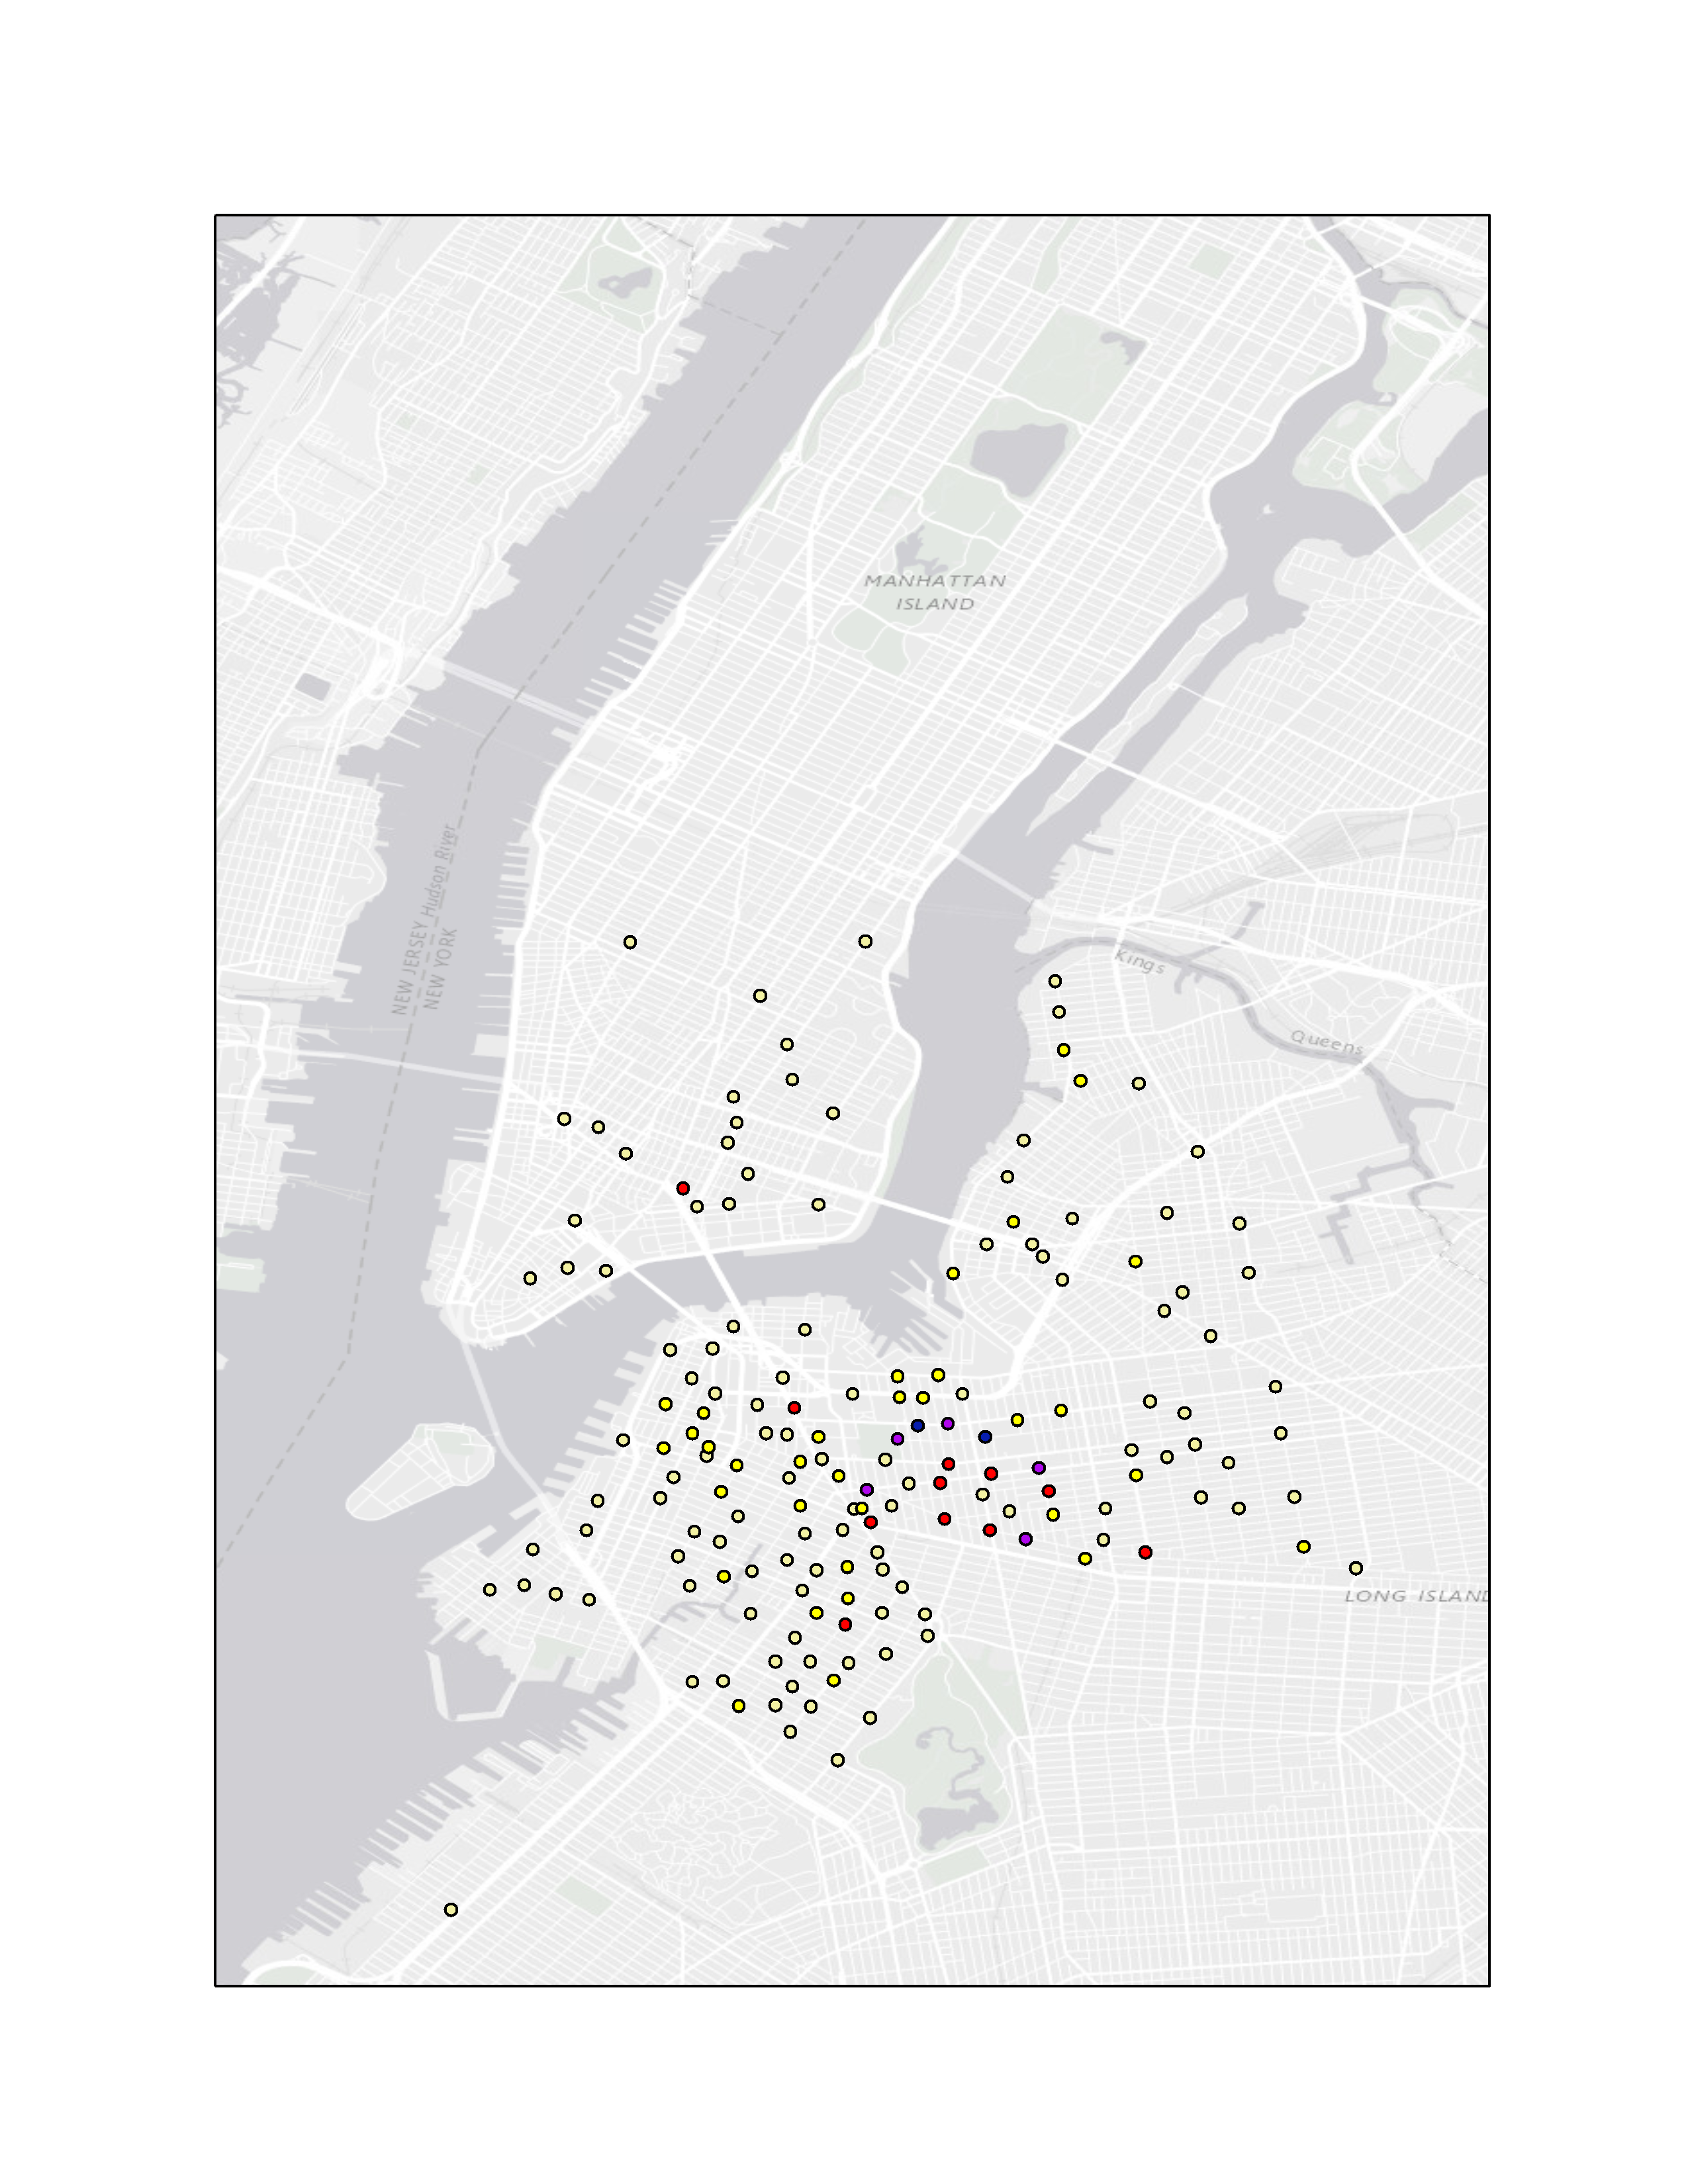 MANHATTAN
ISLAND
Hudson River
NEW JERSEY
NEW YORK
Kings
Queens
LONG ISLAND